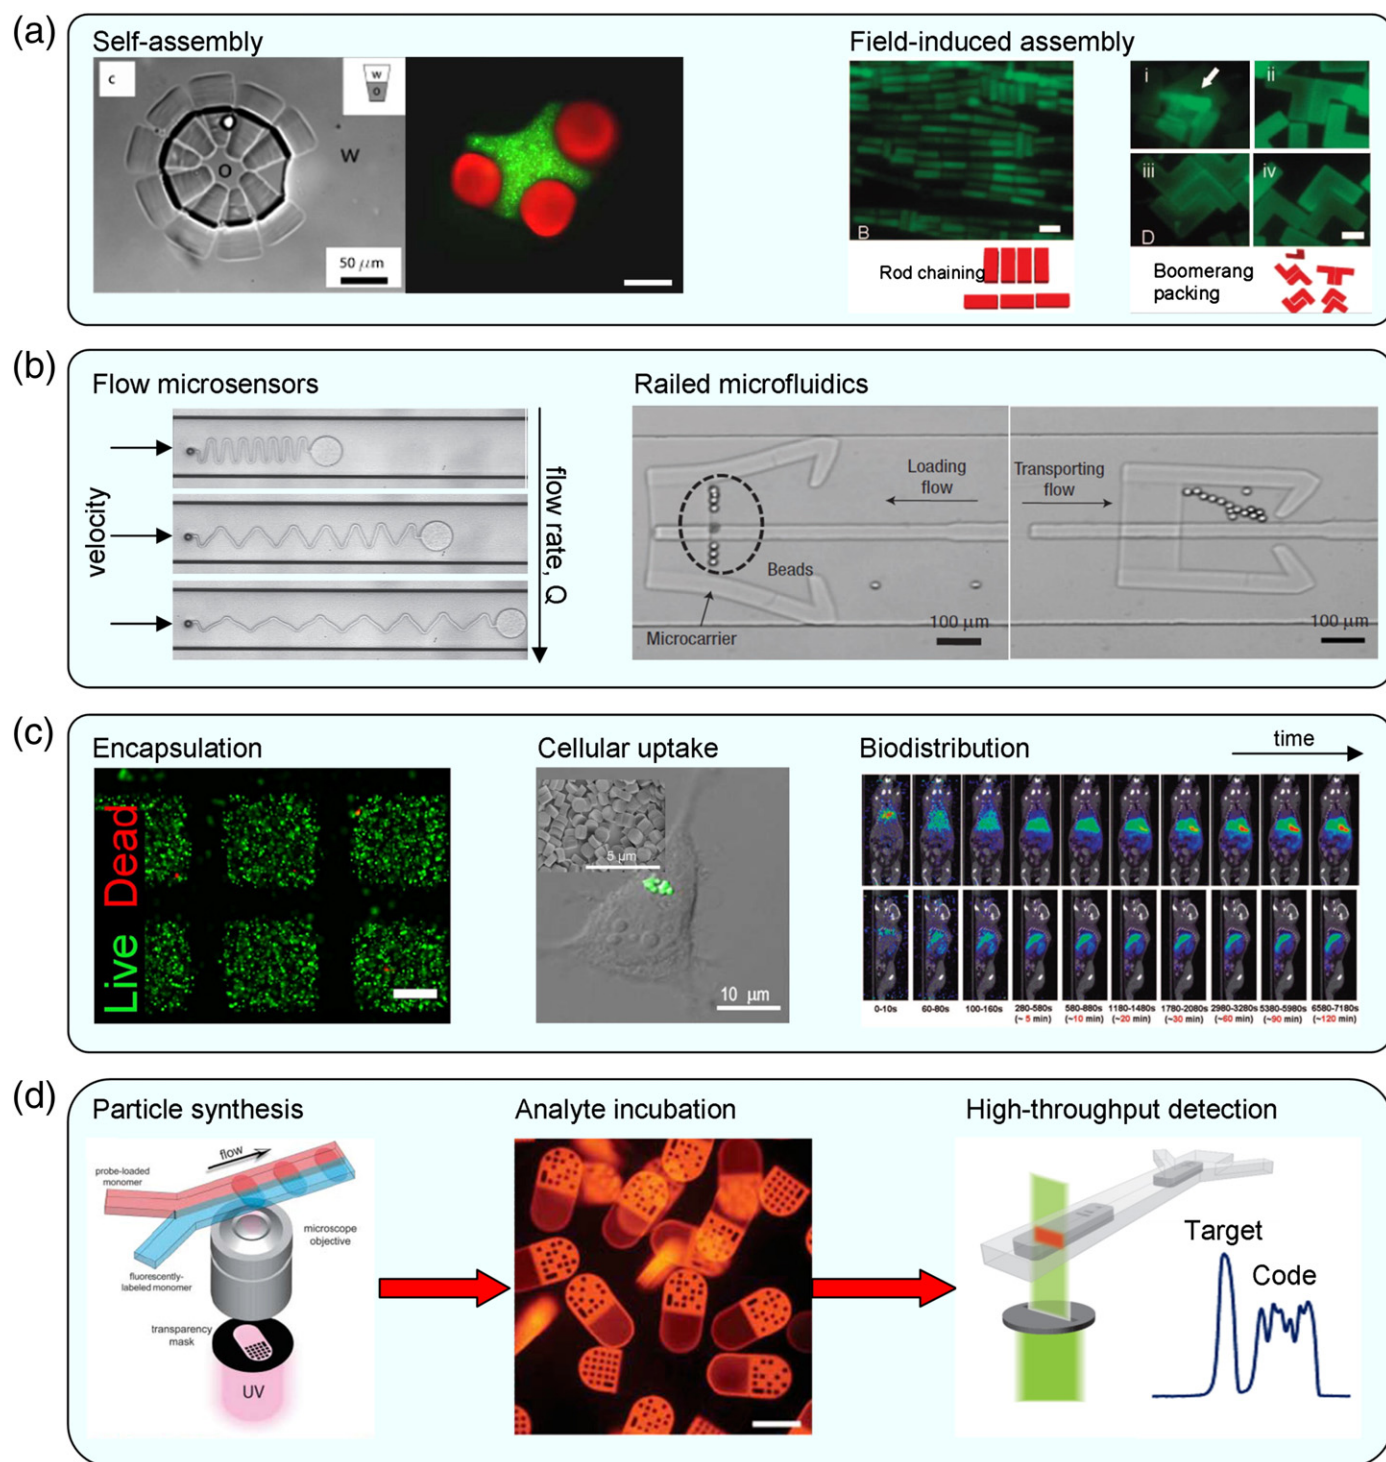 (a)
Self-assembly
c
w
o
O
W
50 μm
Field-induced assembly
B
Rod chaining
i
ii
iii
iv
D
Boomerang
packing
(b)
Flow microsensors
velocity
flow rate, Q
Railed microfluidics
Loading
flow
Beads
Microcarrier
100 μm
Transporting
flow
100 μm
(c)
Encapsulation
Live Dead
Cellular uptake
5 μm
10 μm
Biodistribution
time
0-10s
60-80s
100-160s
280-580s
(~ 5 min)
580-880s
(~10 min)
1180-1480s
(~20 min)
1780-2080s
(~30 min)
2980-3280s
(~60 min)
5380-5980s
(~90 min)
6580-7180s
(~120 min)
(d)
Particle synthesis
flow
probe-loaded
monomer
microscope
objective
fluorescently-
labeled monomer
transparency
mask
UV
Analyte incubation
High-throughput detection
Target
Code